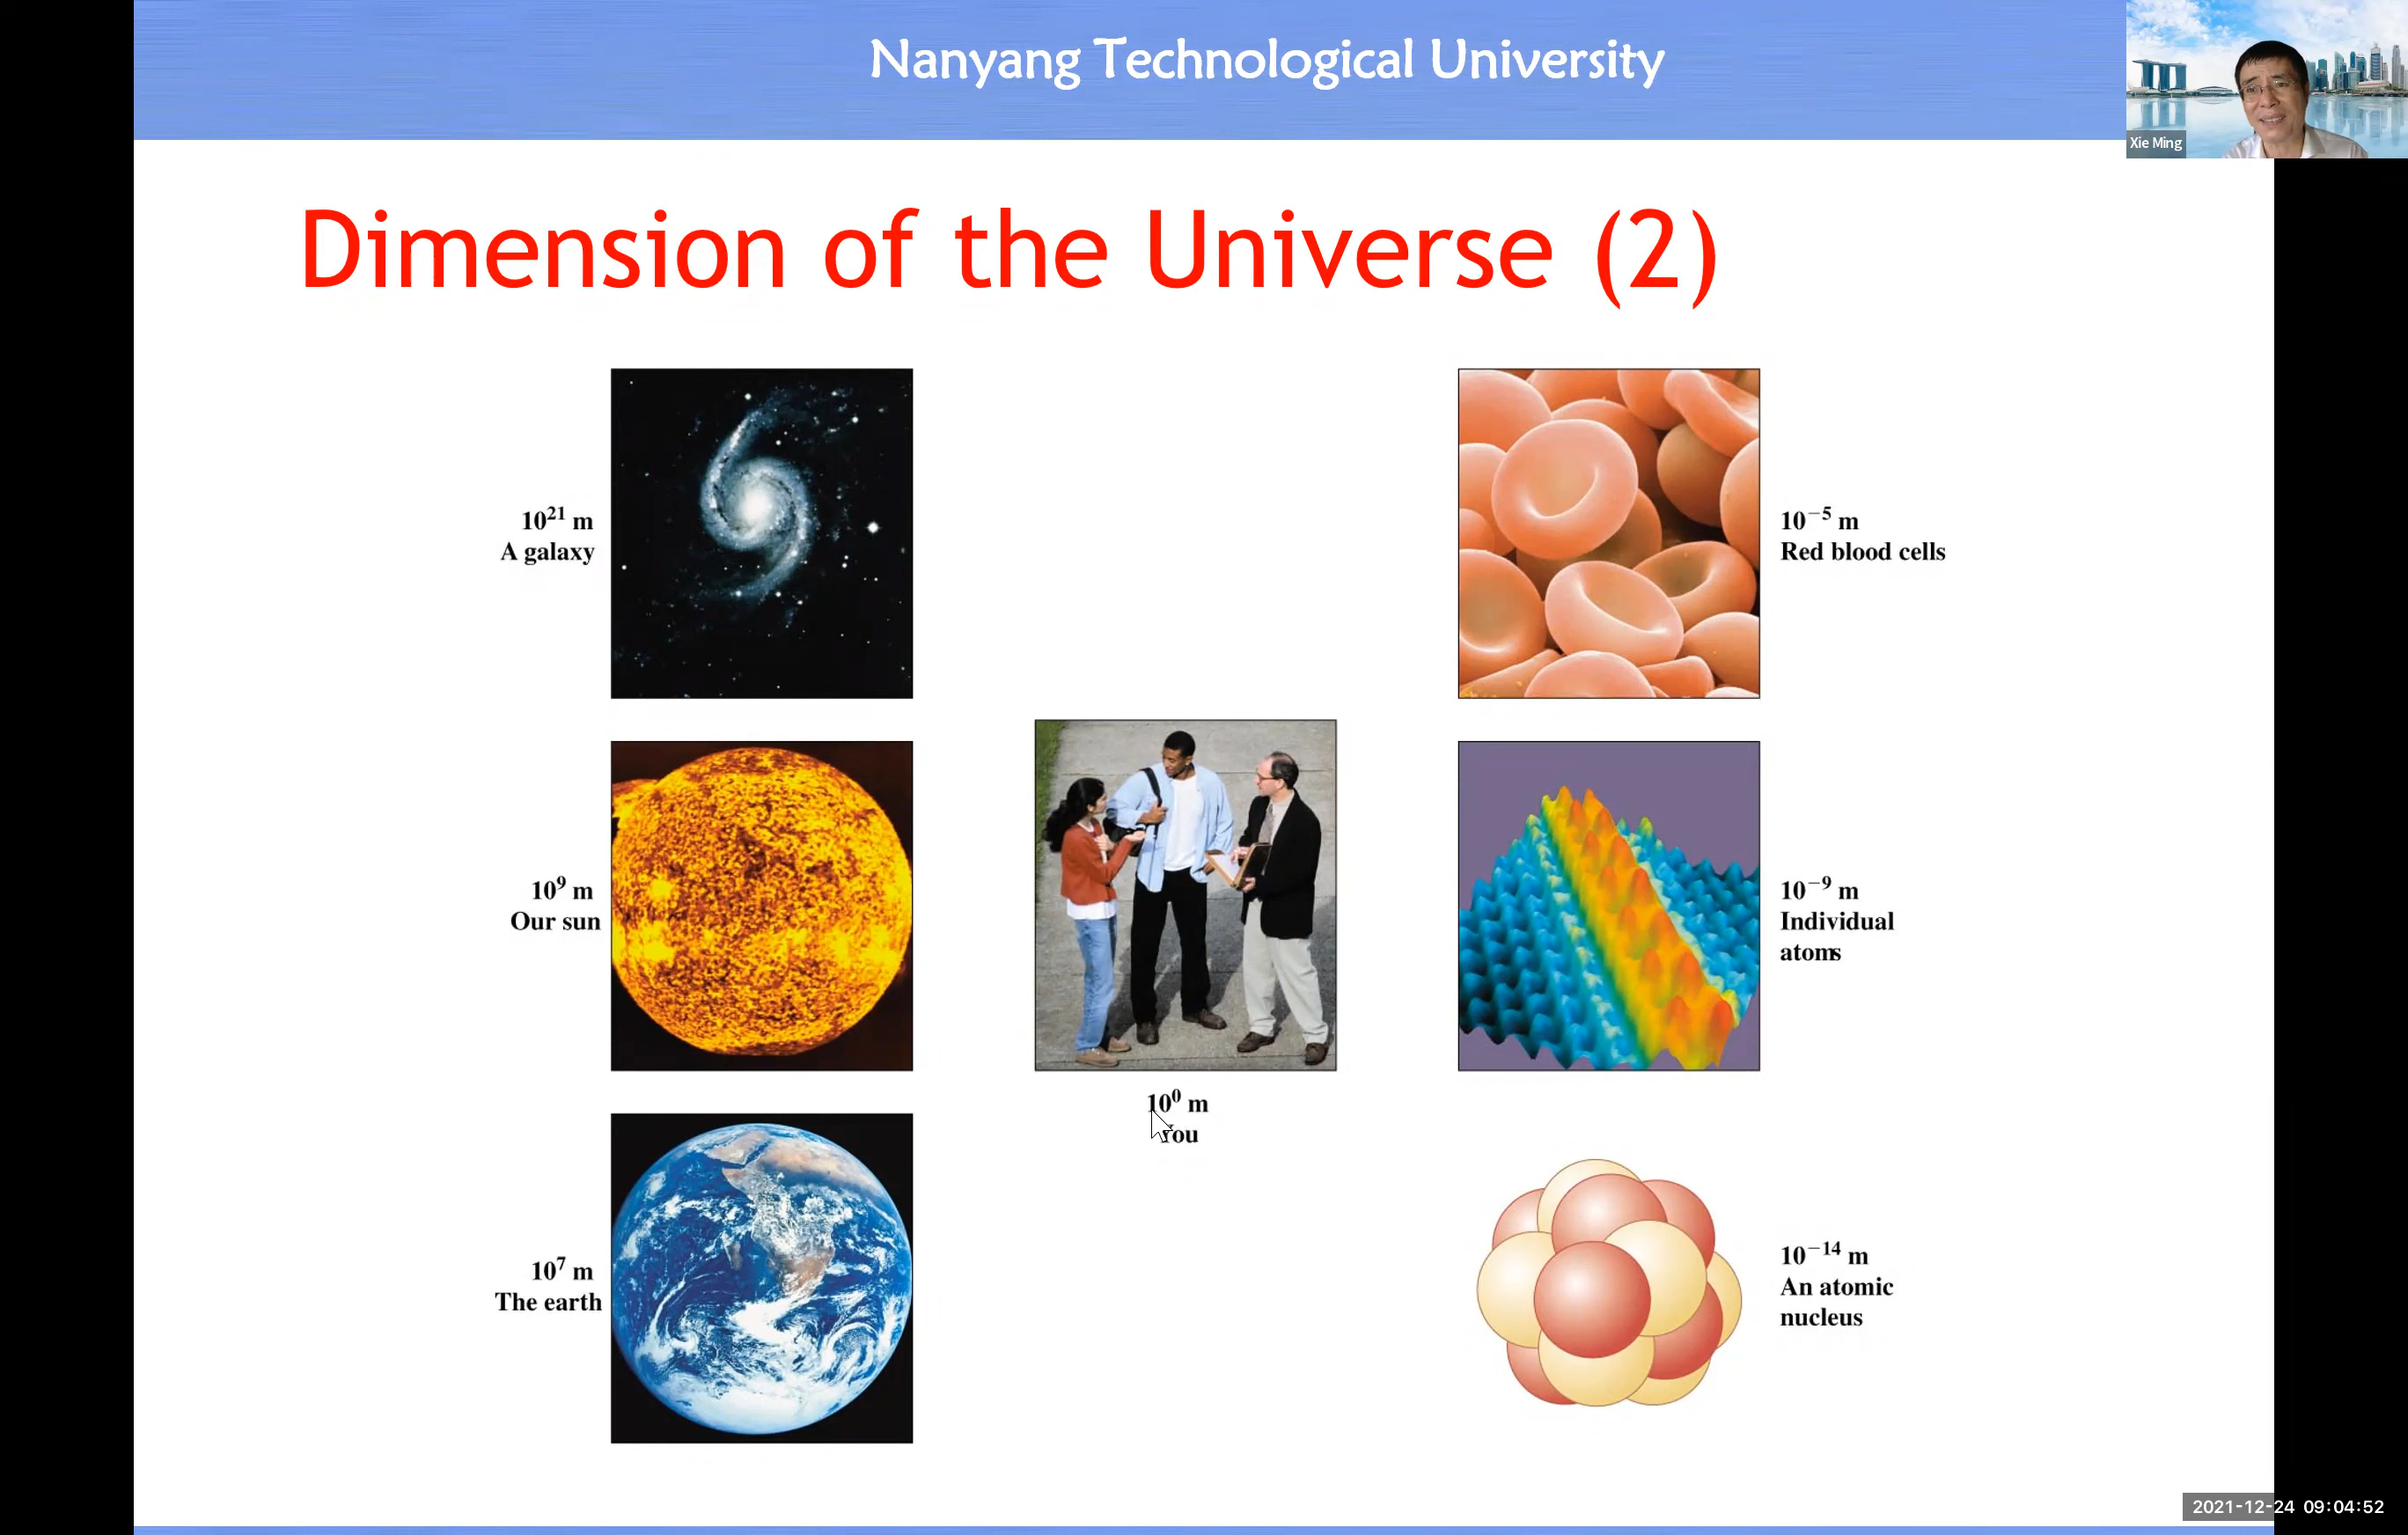 Nanyang Technological University
Xie Ming
Dimension of the Universe (2)
10²¹ m
A galaxy
10⁻⁵ m
Red blood cells
10⁹ m
Our sun
10⁰ m
You
10⁻⁹ m
Individual
atoms
10⁷ m
The earth
10⁻¹⁴ m
An atomic
nucleus
2021-12-24 09:04:52